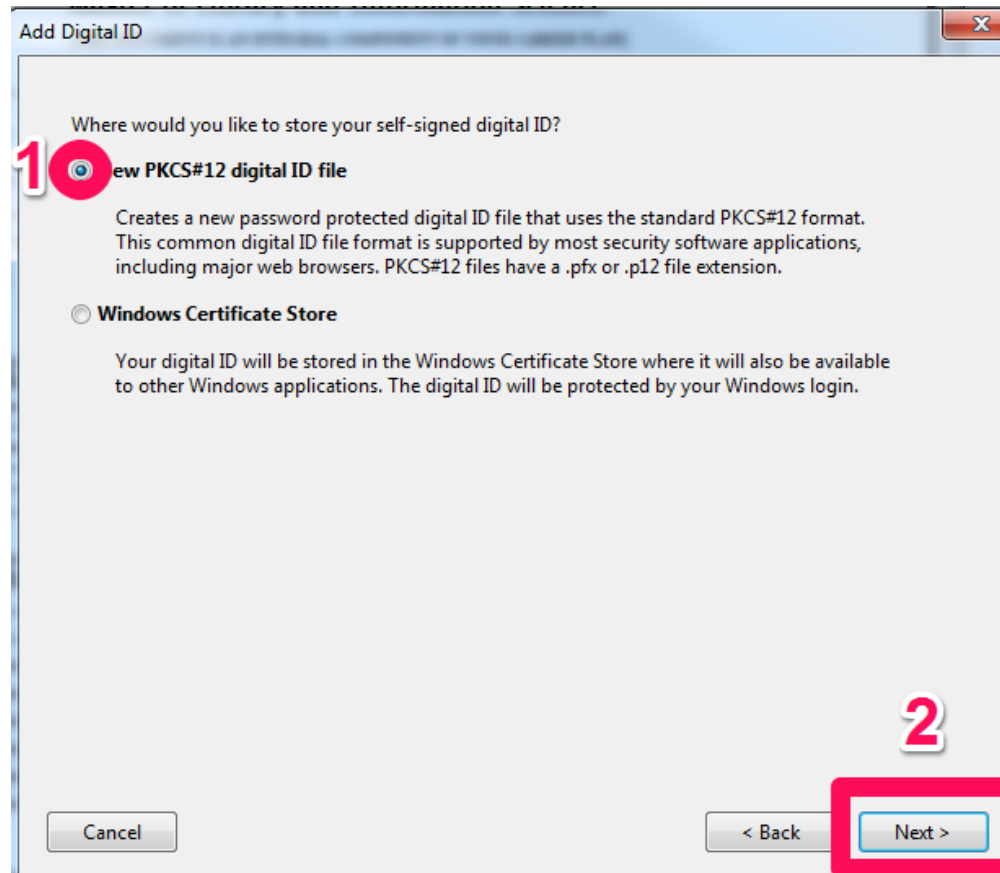 Add Digital ID
Where would you like to store your self-signed digital ID?
1
ew PKCS#12 digital ID file
Creates a new password protected digital ID file that uses the standard PKCS#12 format.
This common digital ID file format is supported by most security software applications,
including major web browsers. PKCS#12 files have a .pfx or .p12 file extension.
Windows Certificate Store
Your digital ID will be stored in the Windows Certificate Store where it will also be available
to other Windows applications. The digital ID will be protected by your Windows login.
2
Cancel
< Back
Next >